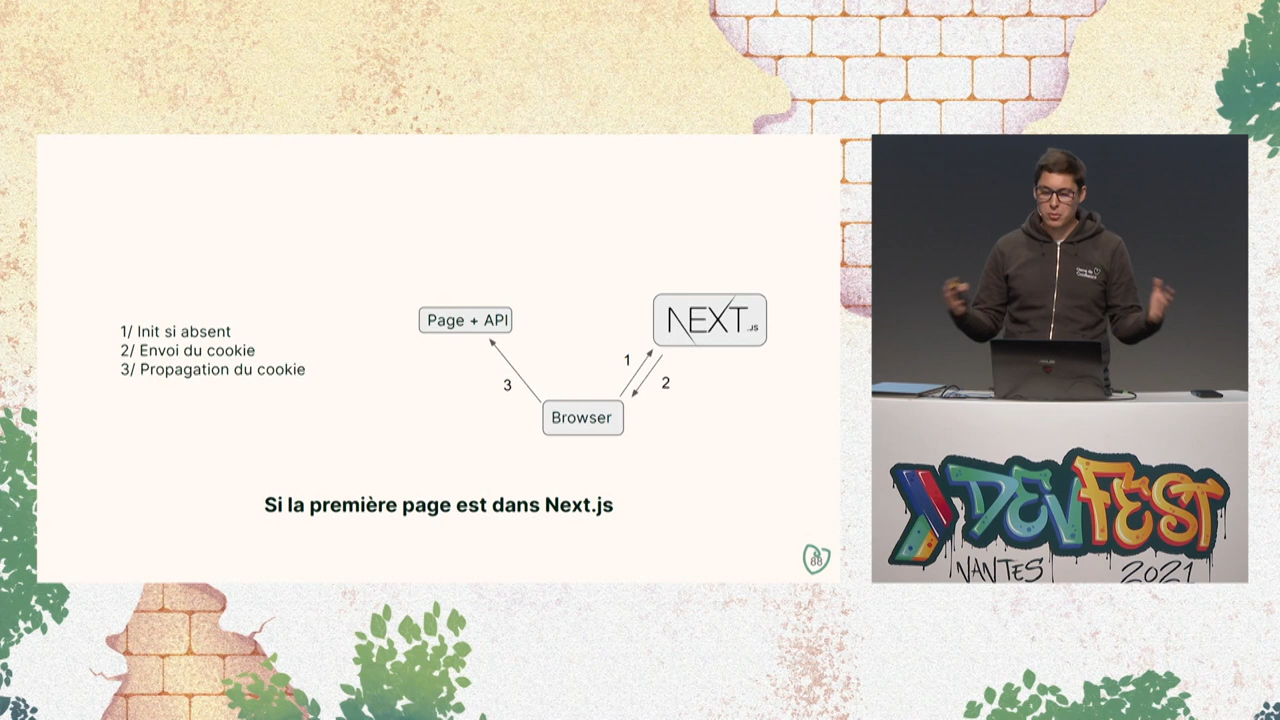 1/ Init si absent
2/ Envoi du cookie
3/ Propagation du cookie
Page + API
NEXT.JS
1
2
3
Browser
Si la première page est dans Next.js
88
DEVFEST
NANTES 2021